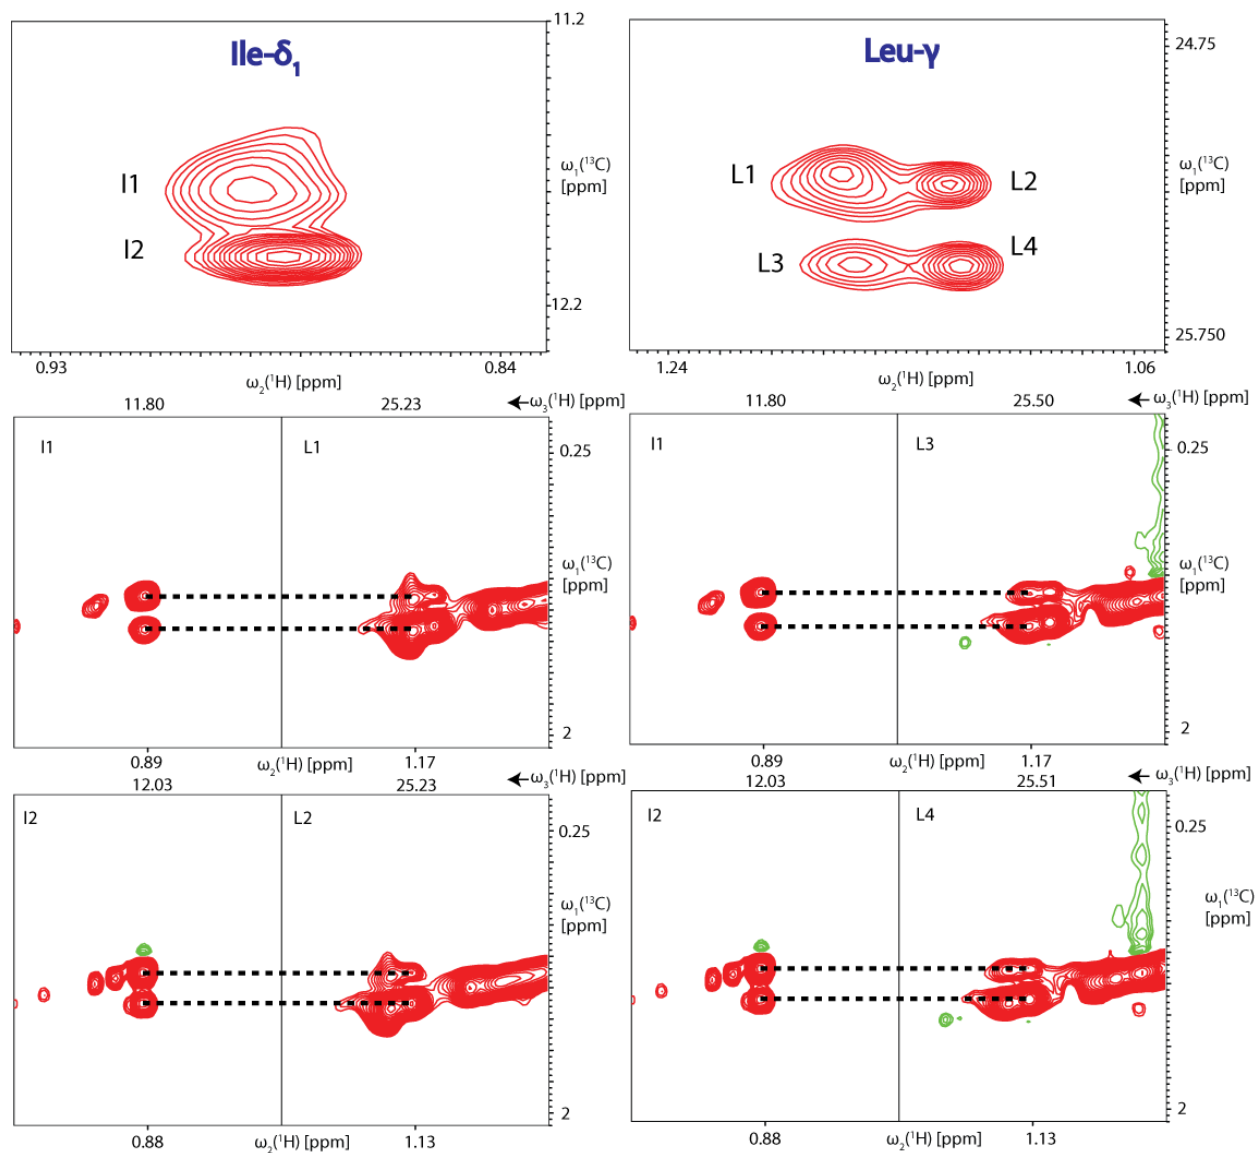 Ile-δ1
11.2
I1
I2
ω1(13C)
[ppm]
12.2
0.93
0.84
ω2(1H) [ppm]
Leu-γ
24.75
L1
L2
L3
L4
ω1(13C)
[ppm]
25.750
1.24
1.06
ω2(1H) [ppm]
11.80
25.23
ω3(1H) [ppm]
I1
L1
0.25
ω1(13C)
[ppm]
2
0.89
ω2(1H) [ppm]
1.17
11.80
25.50
ω3(1H) [ppm]
I1
L3
0.25
ω1(13C)
[ppm]
2
0.89
ω2(1H) [ppm]
1.17
12.03
25.23
ω3(1H) [ppm]
I2
L2
0.25
ω1(13C)
[ppm]
2
0.88
ω2(1H) [ppm]
1.13
12.03
25.51
ω3(1H) [ppm]
I2
L4
0.25
ω1(13C)
[ppm]
2
0.88
ω2(1H) [ppm]
1.13